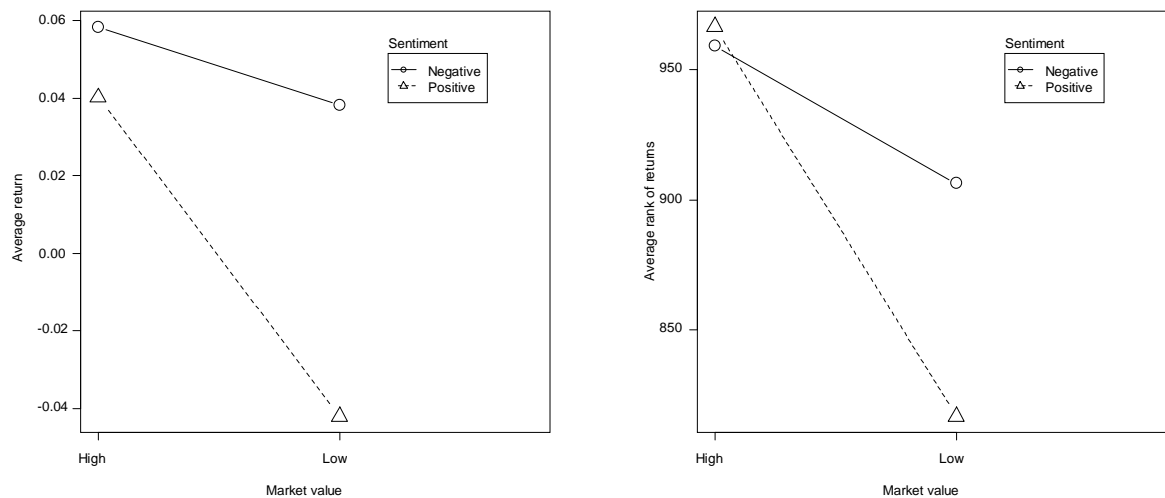 0.06
0.04
0.02
0.00
-0.02
-0.04
Average return
High
Low
Market value
Sentiment
Negative
Positive
950
900
850
Average rank of returns
High
Low
Market value
Sentiment
Negative
Positive